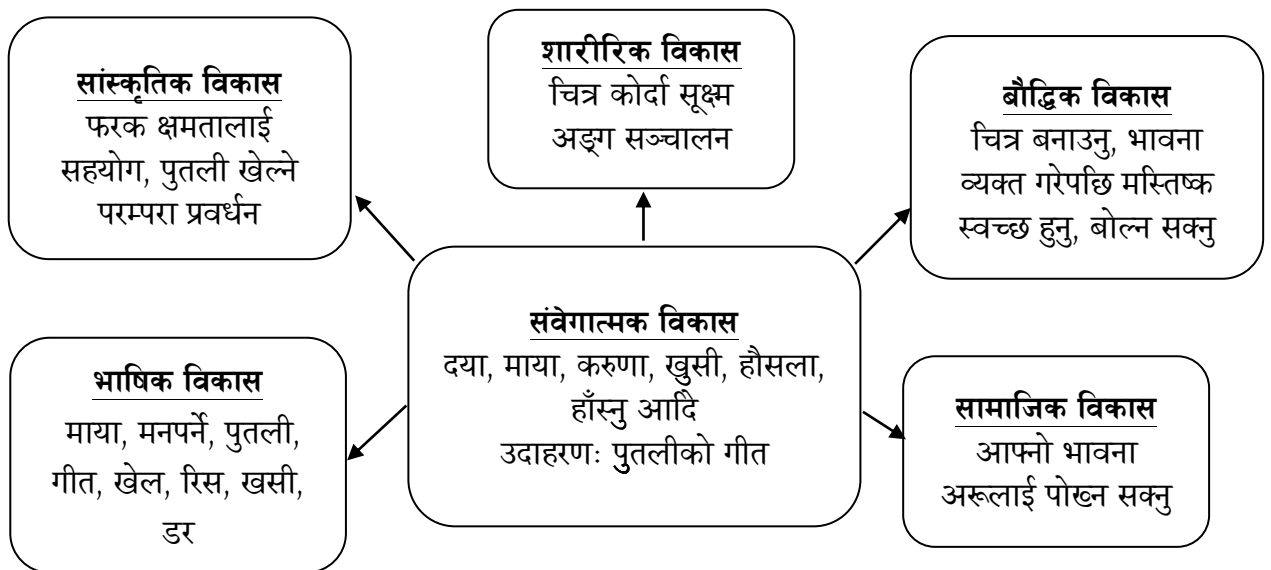 सांस्कृतिक विकास
फरक क्षमतालाई
सहयोग, पुतली खेल्ने
परम्परा प्रवर्धन
शारीरिक विकास
चित्र कोर्दा सूक्ष्म
अङ्ग सञ्चालन
बौद्धिक विकास
चित्र बनाउनु, भावना
व्यक्त गरेपछि मस्तिष्क
स्वच्छ हुनु, बोल्न सक्नु
संवेगात्मक विकास
दया, माया, करुणा, खुसी, हौसला,
हाँस्नु आदि
उदाहरणः पुतलीको गीत
भाषिक विकास
माया, मनपर्ने, पुतली,
गीत, खेल, रिस, खसी,
डर
सामाजिक विकास
आफ्नो भावना
अरूलाई पोख्न सक्नु